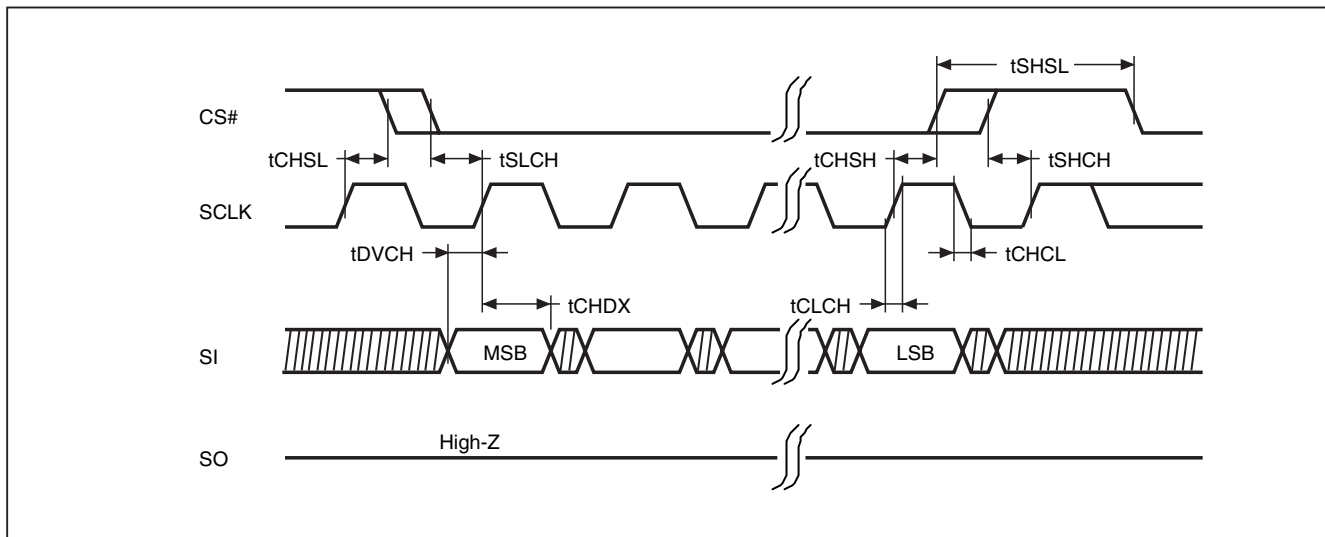 tSHSL
CS#
tCHSL
tSLCH
tCHSH
tSHCH
SCLK
tDVCH
tCHCL
tCHDX
tCLCH
SI
MSB
LSB
High-Z
SO